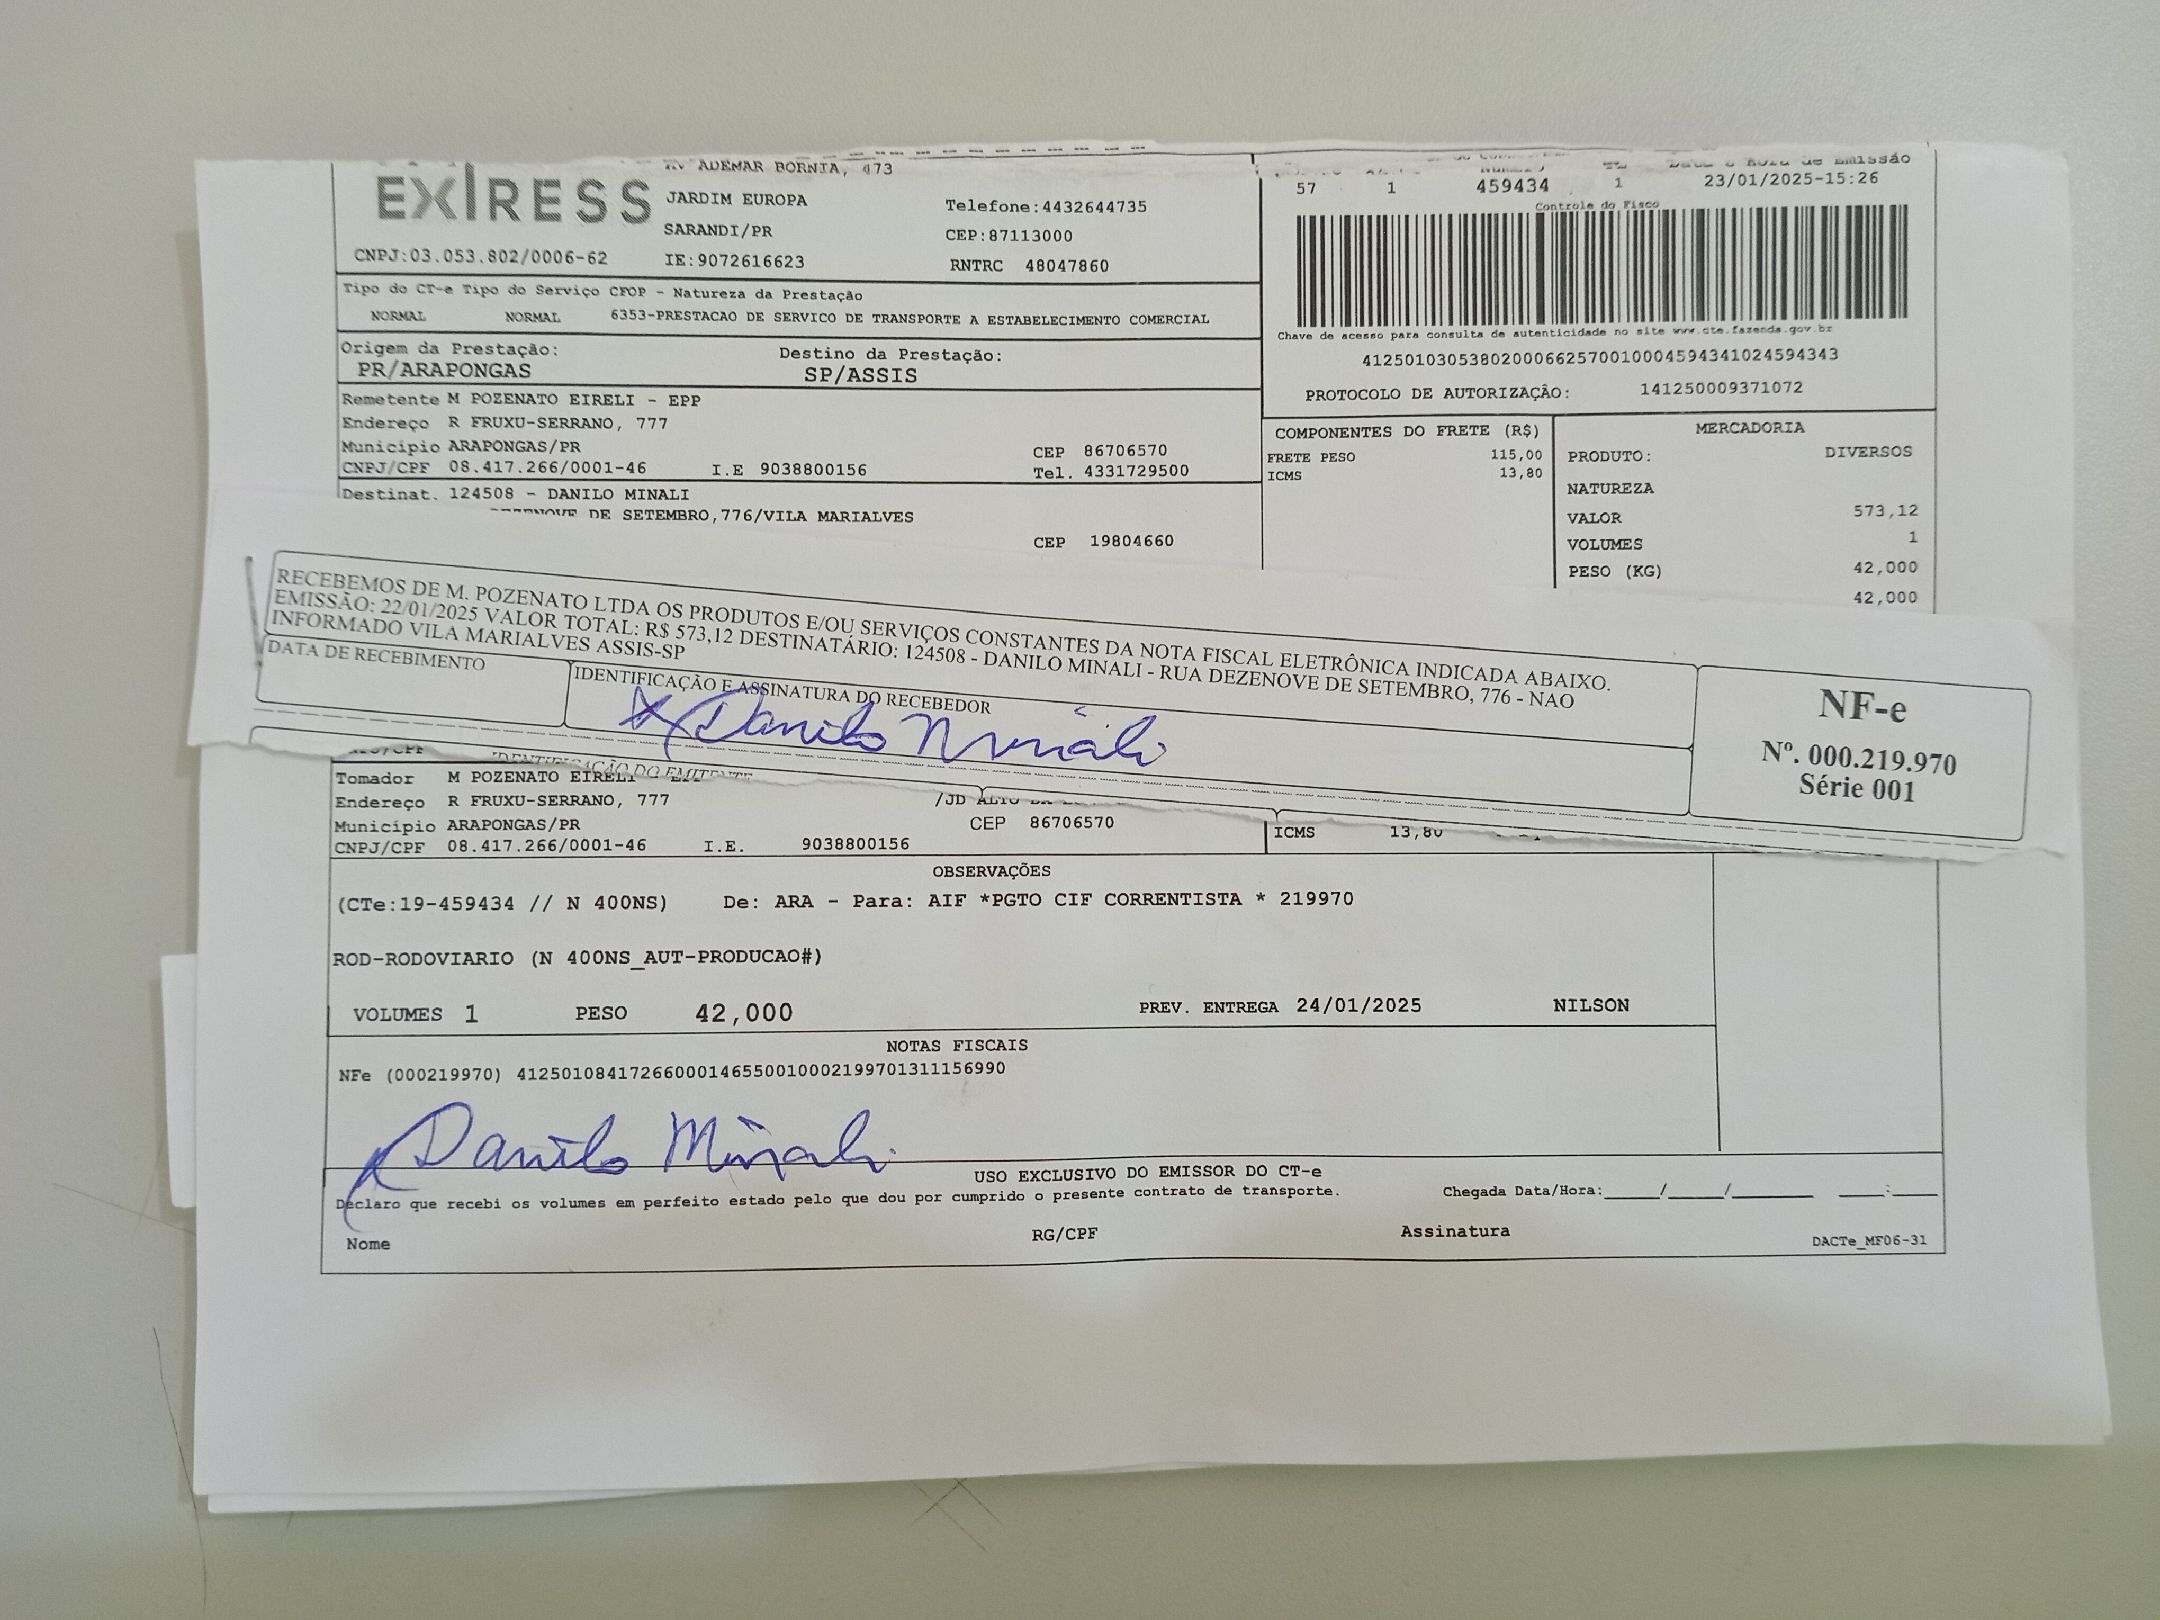 EXPRESS
ADEMAR BORNIA, 473
JARDIM EUROPA
SARANDI/PR
Telefone:4432644735
CEP:87113000
CNPJ:03.053.802/0006-62
IE:9072616623
RNTRC 48047860
Data e Hora de Emissão
57 1 459434 1 23/01/2025-15:26
Controle do Fisco
Tipo do CT-e Tipo do Serviço CFOP - Natureza da Prestação
NORMAL NORMAL 6353-PRESTACAO DE SERVICO DE TRANSPORTE A ESTABELECIMENTO COMERCIAL
Chave de acesso para consulta de autenticidade no site www.cte.fazenda.gov.br
41250103053802000662570010004594341024594343
PROTOCOLO DE AUTORIZAÇÃO: 141250009371072
Origem da Prestação: Destino da Prestação:
PR/ARAPONGAS SP/ASSIS
Remetente M POZENATO EIRELI - EPP
Endereço R FRUXU-SERRANO, 777
Município ARAPONGAS/PR CEP 86706570
CNPJ/CPF 08.417.266/0001-46 I.E 9038800156 Tel. 4331729500
Destinat. 124508 - DANILO MINALI
DE SETEMBRO,776/VILA MARIALVES
CEP 19804660
COMPONENTES DO FRETE (R$)
FRETE PESO 115,00
ICMS 13,80
MERCADORIA
PRODUTO: DIVERSOS
NATUREZA
VALOR 573,12
VOLUMES 1
PESO (KG) 42,000
42,000
RECEBEMOS DE M. POZENATO LTDA OS PRODUTOS E/OU SERVIÇOS CONSTANTES DA NOTA FISCAL ELETRÔNICA INDICADA ABAIXO.
EMISSÃO: 22/01/2025 VALOR TOTAL: R$ 573,12 DESTINATÁRIO: 124508 - DANILO MINALI - RUA DEZENOVE DE SETEMBRO, 776 - NAO
INFORMADO VILA MARIALVES ASSIS-SP
DATA DE RECEBIMENTO
IDENTIFICAÇÃO E ASSINATURA DO RECEBEDOR
X Danilo Minali
NF-e
Nº. 000.219.970
Série 001
IDENTIFICAÇÃO DO EMITENTE
Tomador M POZENATO EIRELI
Endereço R FRUXU-SERRANO, 777 /JD ALTO
Município ARAPONGAS/PR CEP 86706570
CNPJ/CPF 08.417.266/0001-46 I.E. 9038800156
ICMS 13,80
OBSERVAÇÕES
(CTe:19-459434 // N 400NS) De: ARA - Para: AIF *PGTO CIF CORRENTISTA * 219970
ROD-RODOVIARIO (N 400NS_AUT-PRODUCAO#)
VOLUMES 1 PESO 42,000 PREV. ENTREGA 24/01/2025 NILSON
NOTAS FISCAIS
NFe (000219970) 41250108417266000146550010002199701311156990
Danilo Minali
USO EXCLUSIVO DO EMISSOR DO CT-e
Declaro que recebi os volumes em perfeito estado pelo que dou por cumprido o presente contrato de transporte. Chegada Data/Hora:____/____/______ ____:____
Nome RG/CPF Assinatura
DACTe_MF06-31